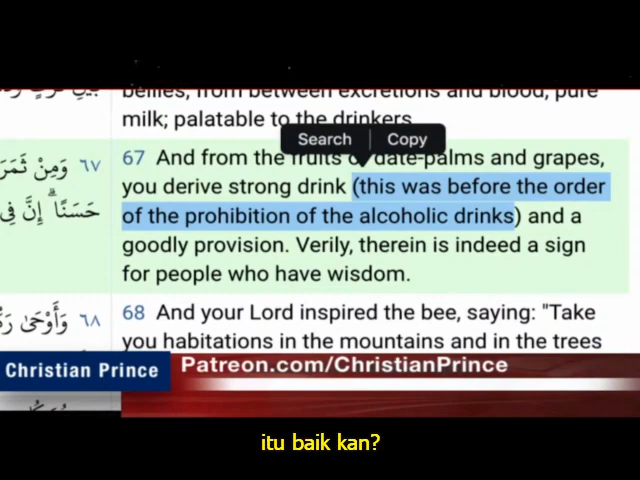 bellies, from between excretions and blood, pure
milk; palatable to the drinkers.
Search | Copy
٦٧ وَمِنْ ثَمَرَ
67 And from the fruits of date-palms and grapes,
you derive strong drink (this was before the order
حَسَنًا ۗ إِنَّ فِي
of the prohibition of the alcoholic drinks) and a
goodly provision. Verily, therein is indeed a sign
for people who have wisdom.
٦٨ وَأَوْحَىٰ رَ
68 And your Lord inspired the bee, saying: "Take
you habitations in the mountains and in the trees
Christian Prince
Patreon.com/ChristianPrince
itu baik kan?